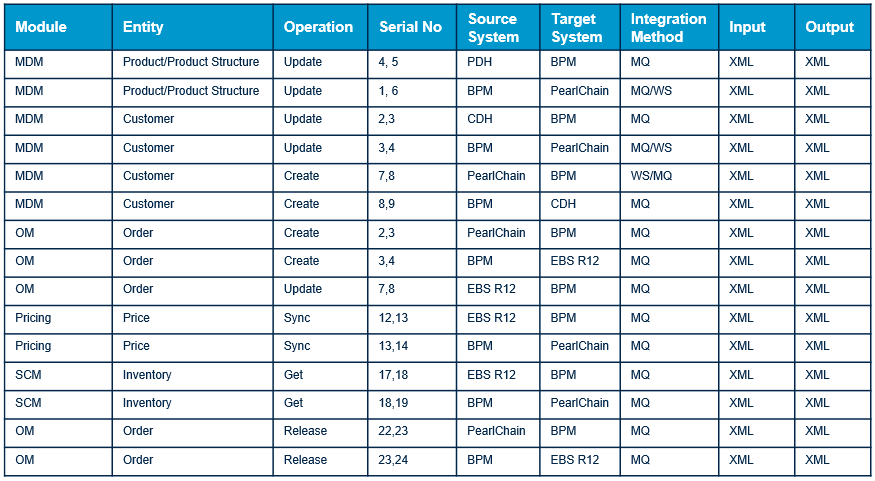 Module Entity Operation Serial No Source System Target System Integration Method Input Output
MDM Product/Product Structure Update 4, 5 PDH BPM MQ XML XML
MDM Product/Product Structure Update 1, 6 BPM PearlChain MQ/WS XML XML
MDM Customer Update 2,3 CDH BPM MQ XML XML
MDM Customer Update 3,4 BPM PearlChain MQ/WS XML XML
MDM Customer Create 7,8 PearlChain BPM WS/MQ XML XML
MDM Customer Create 8,9 BPM CDH MQ XML XML
OM Order Create 2,3 PearlChain BPM MQ XML XML
OM Order Create 3,4 BPM EBS R12 MQ XML XML
OM Order Update 7,8 EBS R12 BPM MQ XML XML
Pricing Price Sync 12,13 EBS R12 BPM MQ XML XML
Pricing Price Sync 13,14 BPM PearlChain MQ XML XML
SCM Inventory Get 17,18 EBS R12 BPM MQ XML XML
SCM Inventory Get 18,19 BPM PearlChain MQ XML XML
OM Order Release 22,23 PearlChain BPM MQ XML XML
OM Order Release 23,24 BPM EBS R12 MQ XML XML